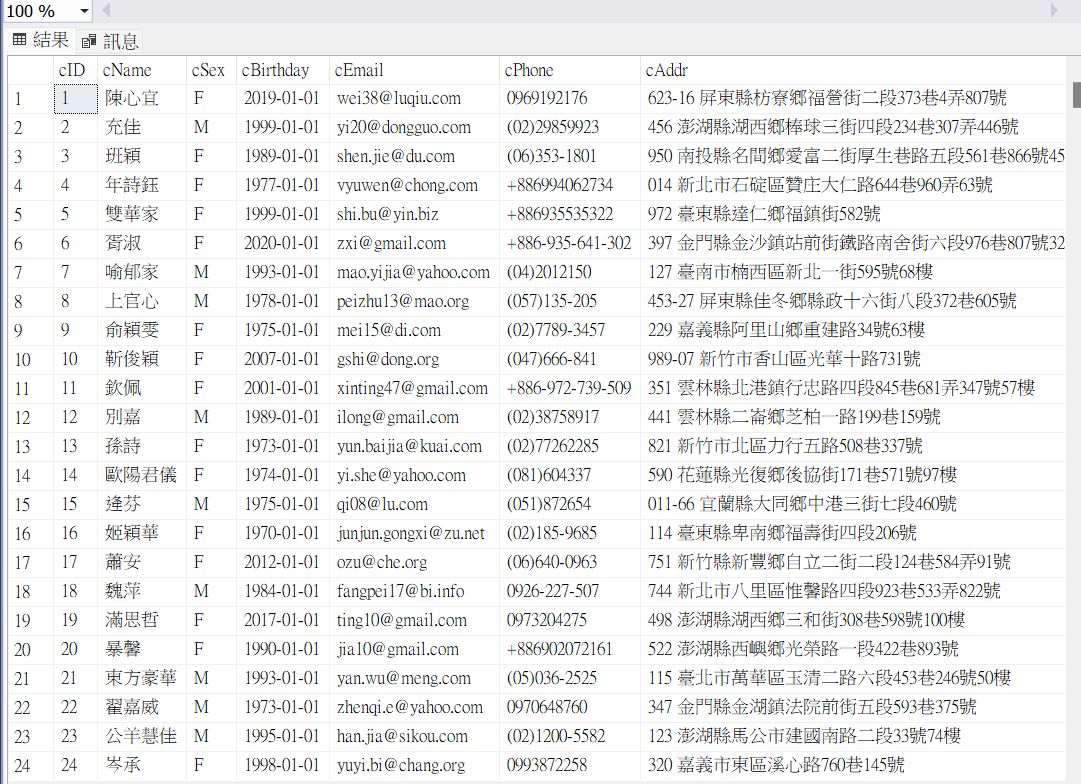 100 %
結果 訊息
cID cName cSex cBirthday cEmail cPhone cAddr
1 1 陳心宜 F 2019-01-01 wei38@luqiu.com 0969192176 623-16 屏東縣枋寮鄉福營街二段373巷4弄807號
2 2 充佳 M 1999-01-01 yi20@dongguo.com (02)29859923 456 澎湖縣湖西鄉棒球三街四段234巷307弄446號
3 3 班穎 F 1989-01-01 shen.jie@du.com (06)353-1801 950 南投縣名間鄉愛富二街厚生巷路五段561巷866號45
4 4 年詩鈺 F 1977-01-01 vyuwen@chong.com +886994062734 014 新北市石碇區贊庄大仁路644巷960弄63號
5 5 雙華家 F 1999-01-01 shi.bu@yin.biz +886935535322 972 臺東縣達仁鄉福鎮街582號
6 6 胥淑 F 2020-01-01 zxi@gmail.com +886-935-641-302 397 金門縣金沙鎮站前街鐵路南舍街六段976巷807號32
7 7 喻郁家 M 1993-01-01 mao.yijia@yahoo.com (04)2012150 127 臺南市楠西區新北一街595號68樓
8 8 上官心 M 1978-01-01 peizhu13@mao.org (057)135-205 453-27 屏東縣佳冬鄉縣政十六街八段372巷605號
9 9 俞穎雯 F 1975-01-01 mei15@di.com (02)7789-3457 229 嘉義縣阿里山鄉重建路34號63樓
10 10 靳俊穎 F 2007-01-01 gshi@dong.org (047)666-841 989-07 新竹市香山區光華十路731號
11 11 欽佩 F 2001-01-01 xinting47@gmail.com +886-972-739-509 351 雲林縣北港鎮行忠路四段845巷681弄347號57樓
12 12 別嘉 M 1989-01-01 ilong@gmail.com (02)38758917 441 雲林縣二崙鄉芝柏一路199巷159號
13 13 孫詩 F 1973-01-01 yun.baijia@kuai.com (02)77262285 821 新竹市北區力行五路508巷337號
14 14 歐陽君儀 F 1974-01-01 yi.she@yahoo.com (081)604337 590 花蓮縣光復鄉後協街171巷571號97樓
15 15 逄芬 M 1975-01-01 qi08@lu.com (051)872654 011-66 宜蘭縣大同鄉中港三街七段460號
16 16 姬穎華 F 1970-01-01 junjun.gongxi@zu.net (02)185-9685 114 臺東縣卑南鄉福壽街四段206號
17 17 蕭安 F 2012-01-01 ozu@che.org (06)640-0963 751 新竹縣新豐鄉自立二街二段124巷584弄91號
18 18 魏萍 M 1984-01-01 fangpei17@bi.info 0926-227-507 744 新北市八里區惟馨路四段923巷533弄822號
19 19 滿思哲 F 2017-01-01 ting10@gmail.com 0973204275 498 澎湖縣湖西鄉三和街308巷598號100樓
20 20 暴馨 F 1990-01-01 jia10@gmail.com +886902072161 522 澎湖縣西嶼鄉光榮路一段422巷893號
21 21 東方豪華 M 1993-01-01 yan.wu@meng.com (05)036-2525 115 臺北市萬華區玉清二路六段453巷246號50樓
22 22 翟嘉威 M 1973-01-01 zhenqi.e@yahoo.com 0970648760 347 金門縣金湖鎮法院前街五段593巷375號
23 23 公羊慧佳 M 1995-01-01 han.jia@sikou.com (02)1200-5582 123 澎湖縣馬公市建國南路二段33號74樓
24 24 岑承 F 1998-01-01 yuyi.bi@chang.org 0993872258 320 嘉義市東區溪心路760巷145號